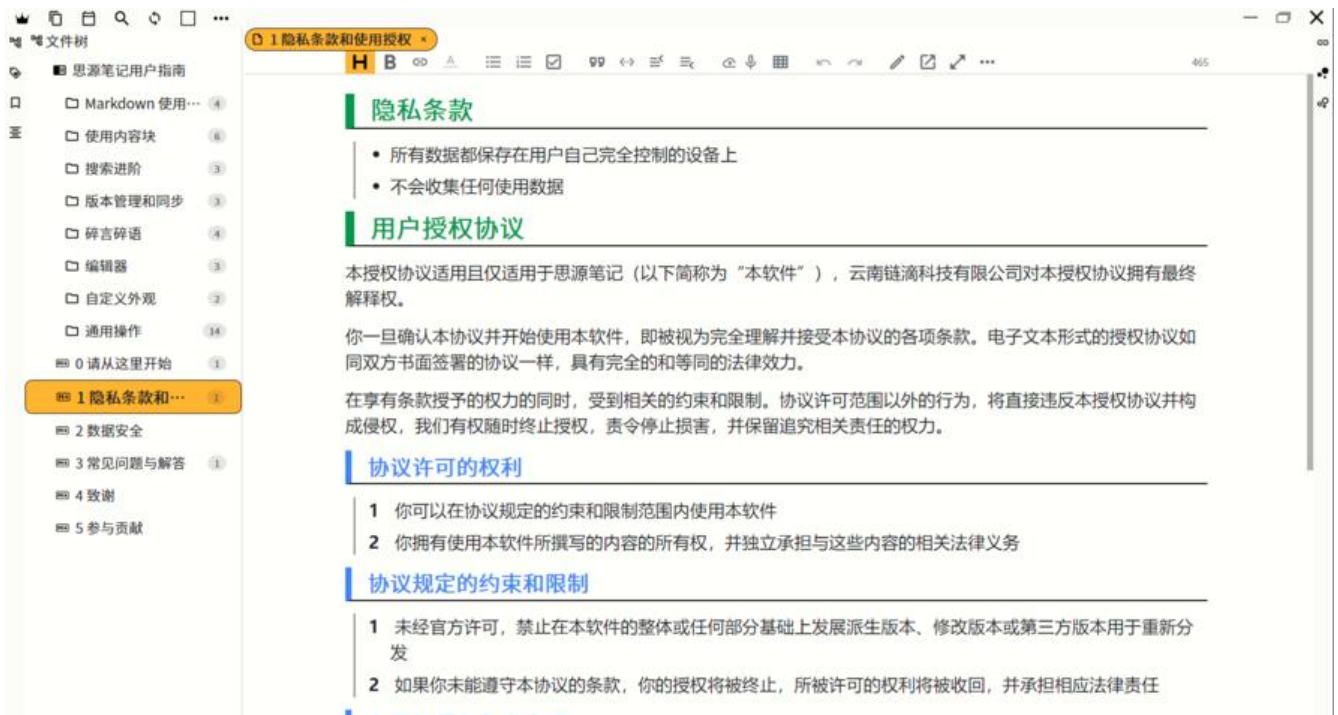 文件树
思源笔记用户指南
Markdown 使用… 4
使用内容块 6
搜索进阶 3
版本管理和同步 3
碎言碎语 4
编辑器 3
自定义外观 2
通用操作 14
0 请从这里开始 1
1 隐私条款和… 1
2 数据安全
3 常见问题与解答 1
4 致谢
5 参与贡献
1 隐私条款和使用授权 ×
H B A
465
隐私条款
• 所有数据都保存在用户自己完全控制的设备上
• 不会收集任何使用数据
用户授权协议
本授权协议适用且仅适用于思源笔记（以下简称为“本软件”），云南链滴科技有限公司对本授权协议拥有最终
解释权。
你一旦确认本协议并开始使用本软件，即被视为完全理解并接受本协议的各项条款。电子文本形式的授权协议如
同双方书面签署的协议一样，具有完全的和等同的法律效力。
在享有条款授予的权力的同时，受到相关的约束和限制。协议许可范围以外的行为，将直接违反本授权协议并构
成侵权，我们有权随时终止授权，责令停止损害，并保留追究相关责任的权力。
协议许可的权利
1 你可以在协议规定的约束和限制范围内使用本软件
2 你拥有使用本软件所撰写的内容的所有权，并独立承担与这些内容的相关法律义务
协议规定的约束和限制
1 未经官方许可，禁止在本软件的整体或任何部分基础上发展派生版本、修改版本或第三方版本用于重新分
发
2 如果你未能遵守本协议的条款，你的授权将被终止，所被许可的权利将被收回，并承担相应法律责任